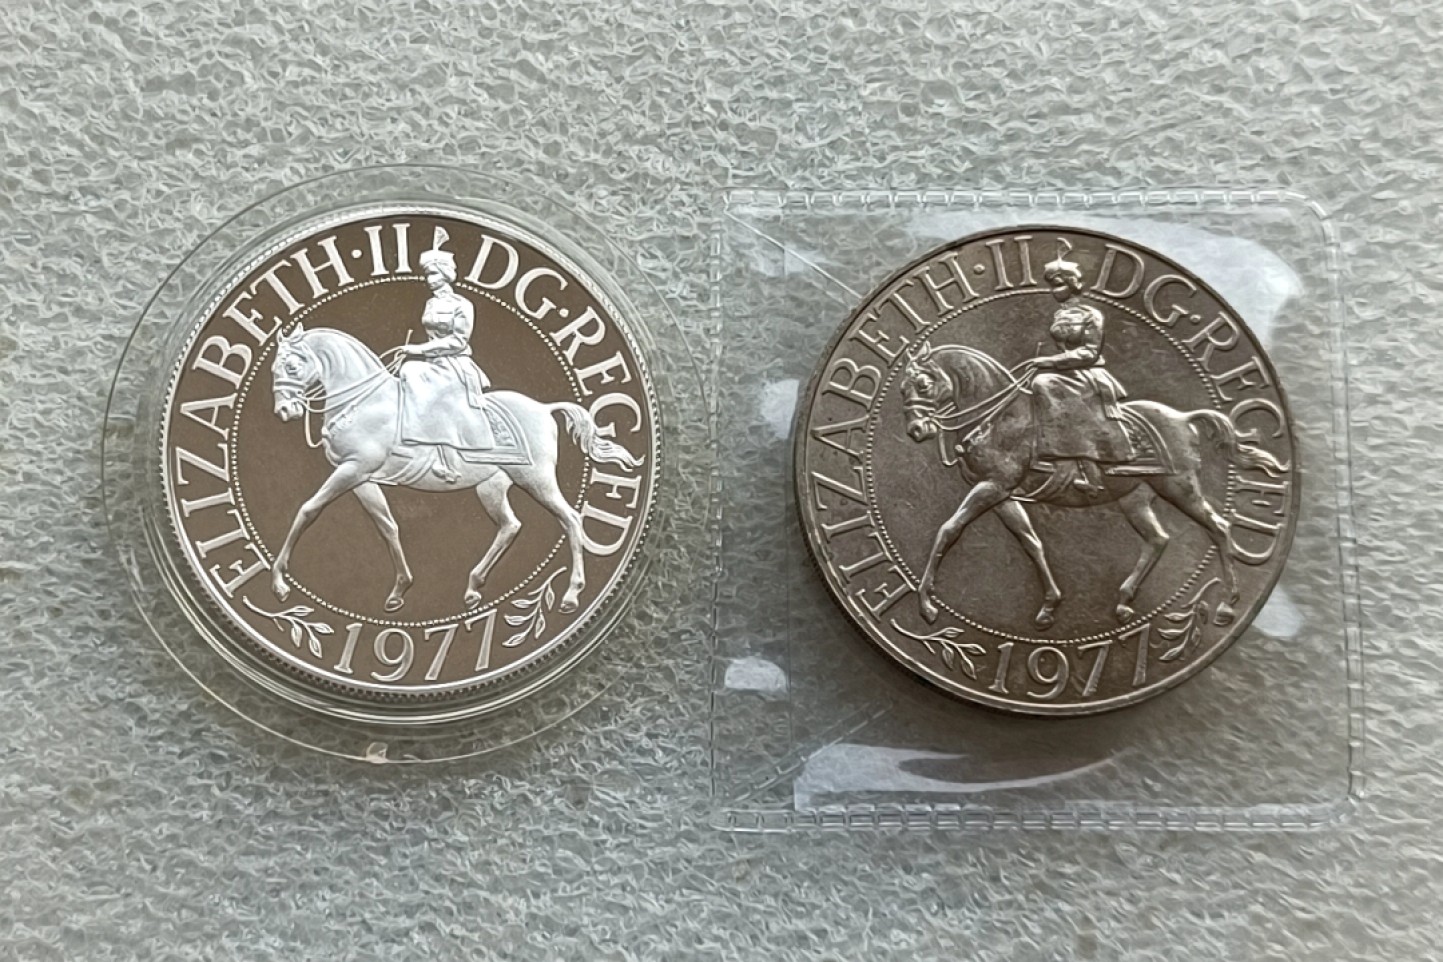 ELIZABETH·II DG·REG FD
1977
ELIZABETH·II DG·REG FD
1977